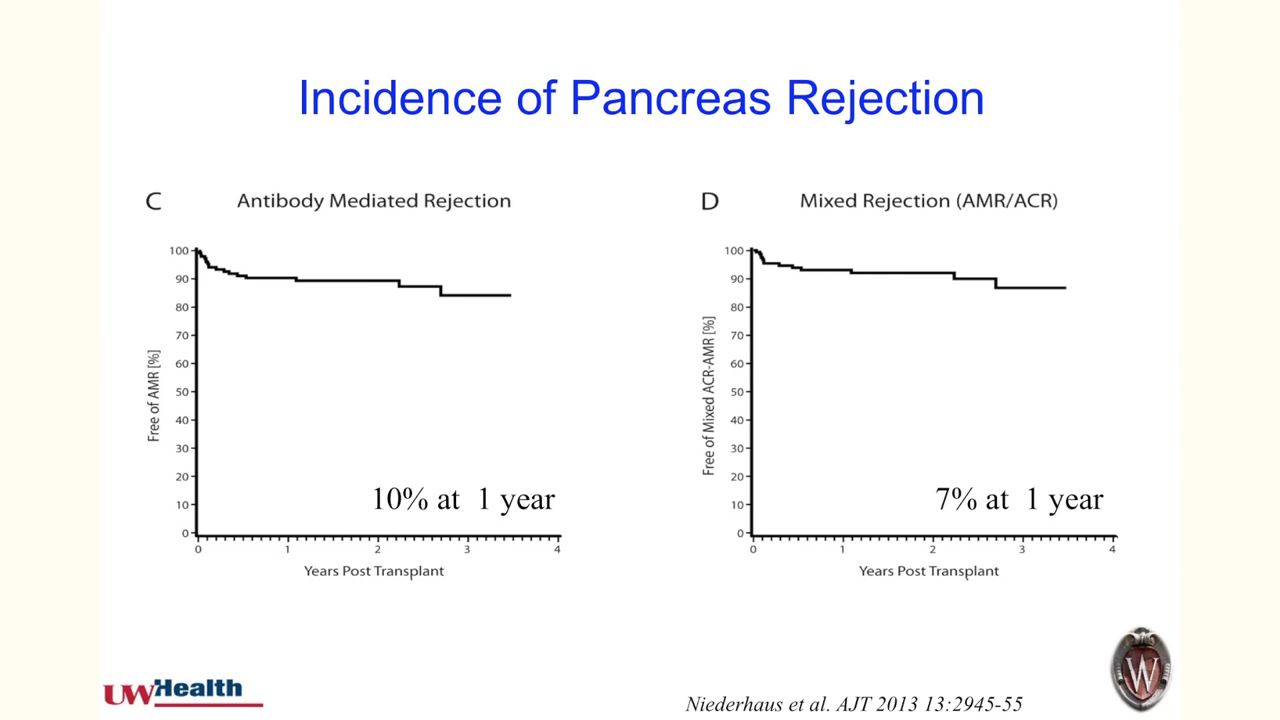 Incidence of Pancreas Rejection
C Antibody Mediated Rejection
100
90
80
70
60
50
40
30
20
10
0
Free of AMR [%]
10% at 1 year
0 1 2 3 4
Years Post Transplant
D Mixed Rejection (AMR/ACR)
100
90
80
70
60
50
40
30
20
10
0
Free of Mixed ACR-AMR [%]
7% at 1 year
0 1 2 3 4
Years Post Transplant
UWHealth
Niederhaus et al. AJT 2013 13:2945-55
W